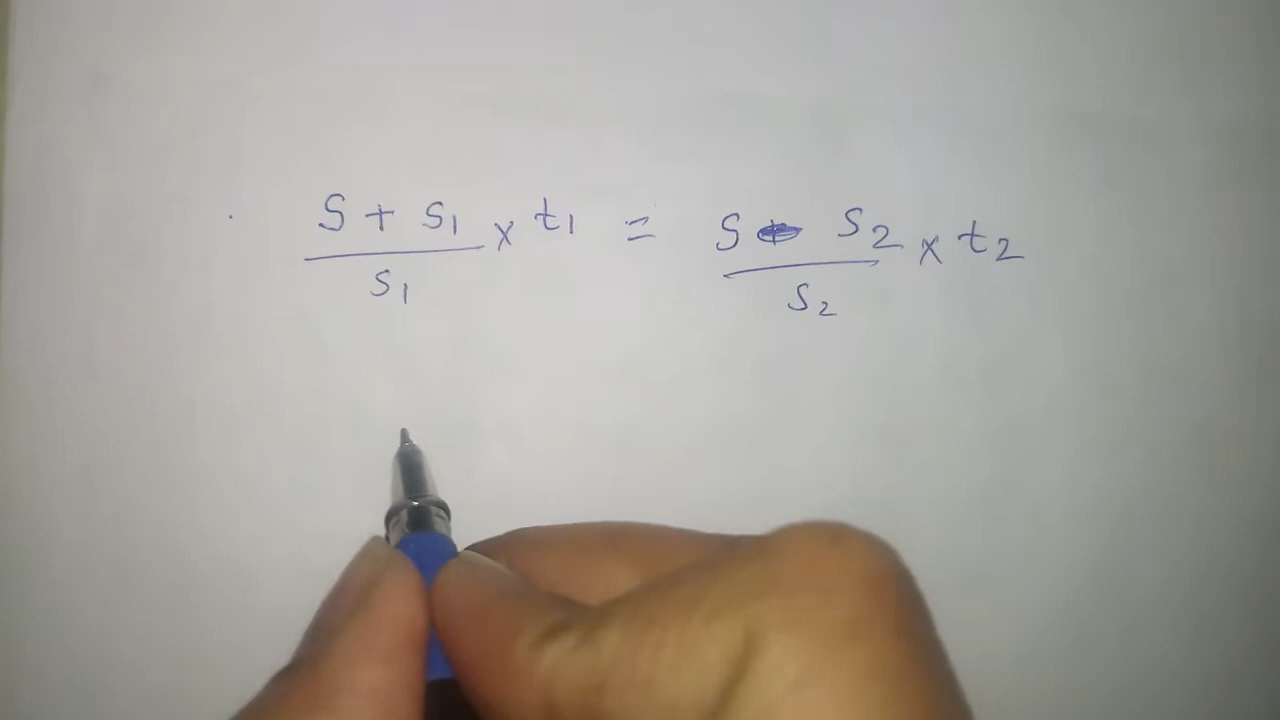 S + S1 × t1 = S - S2 × t2
S1 S2